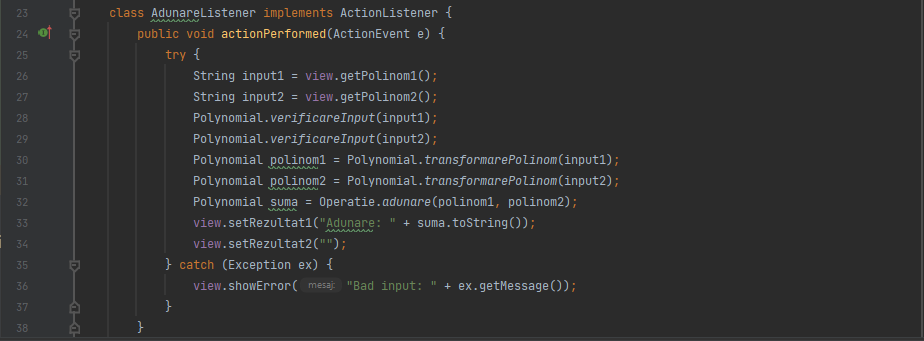 23 class AdunareListener implements ActionListener {
24 public void actionPerformed(ActionEvent e) {
25 try {
26 String input1 = view.getPolinom1();
27 String input2 = view.getPolinom2();
28 Polynomial.verificareInput(input1);
29 Polynomial.verificareInput(input2);
30 Polynomial polinom1 = Polynomial.transformarePolinom(input1);
31 Polynomial polinom2 = Polynomial.transformarePolinom(input2);
32 Polynomial suma = Operatie.adunare(polinom1, polinom2);
33 view.setRezultat1("Adunare: " + suma.toString());
34 view.setRezultat2("");
35 } catch (Exception ex) {
36 view.showError( mesaj: "Bad input: " + ex.getMessage());
37 }
38 }